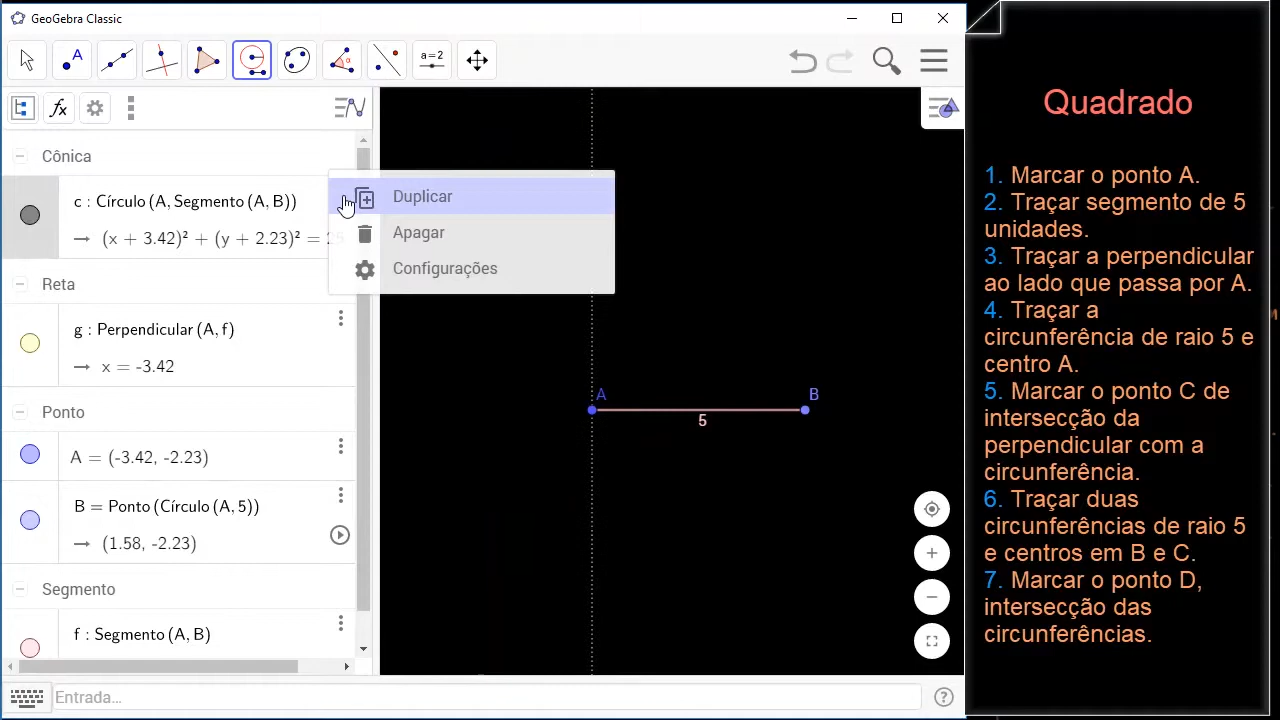 GeoGebra Classic
A
a=2
fx
Cônica
c : Círculo (A, Segmento (A, B))
→ (x + 3.42)² + (y + 2.23)² = 25
Duplicar
Apagar
Configurações
Reta
g : Perpendicular (A, f)
→ x = -3.42
Ponto
A = (-3.42, -2.23)
B = Ponto (Círculo (A, 5))
→ (1.58, -2.23)
Segmento
f : Segmento (A, B)
Entrada…
A
B
5
Quadrado
1. Marcar o ponto A.
2. Traçar segmento de 5
unidades.
3. Traçar a perpendicular
ao lado que passa por A.
4. Traçar a
circunferência de raio 5 e
centro A.
5. Marcar o ponto C de
intersecção da
perpendicular com a
circunferência.
6. Traçar duas
circunferências de raio 5
e centros em B e C.
7. Marcar o ponto D,
intersecção das
circunferências.